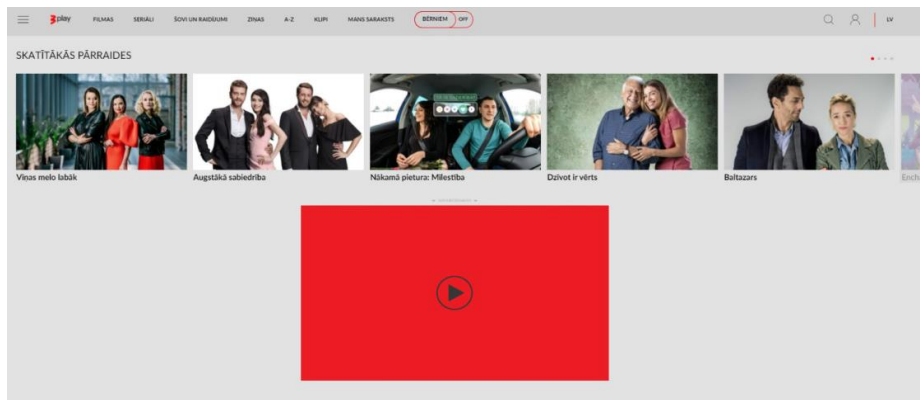 3play FILMAS SERIĀLI ŠOVI UN RAIDĪJUMI ZIŅAS A-Z KLIPI MANS SARAKSTS BĒRNIEM OFF LV
SKATĪTĀKĀS PĀRRAIDES
Viņas melo labāk Augstākā sabiedrība Nākamā pietura: Mīlestība Dzīvot ir vērts Baltazars Ench